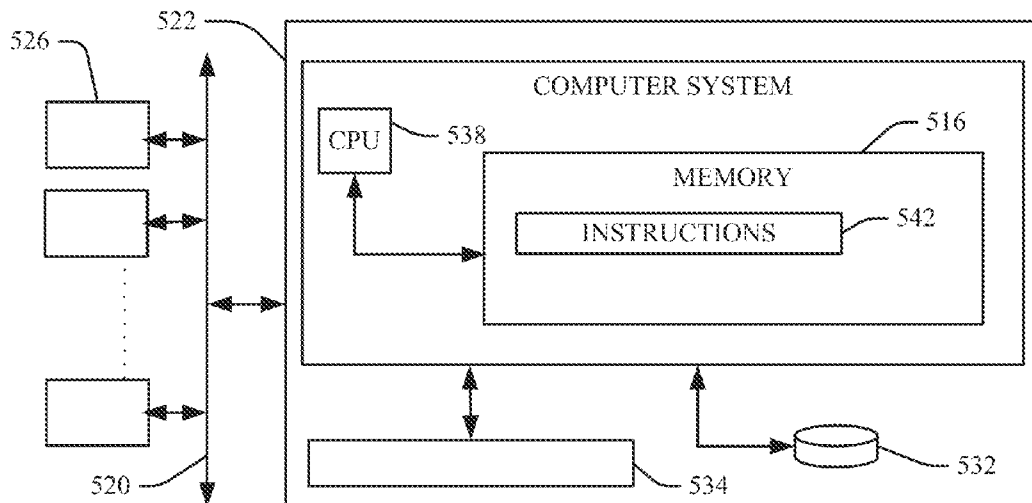 526
522
COMPUTER SYSTEM
CPU
538
516
MEMORY
INSTRUCTIONS
542
520
534
532